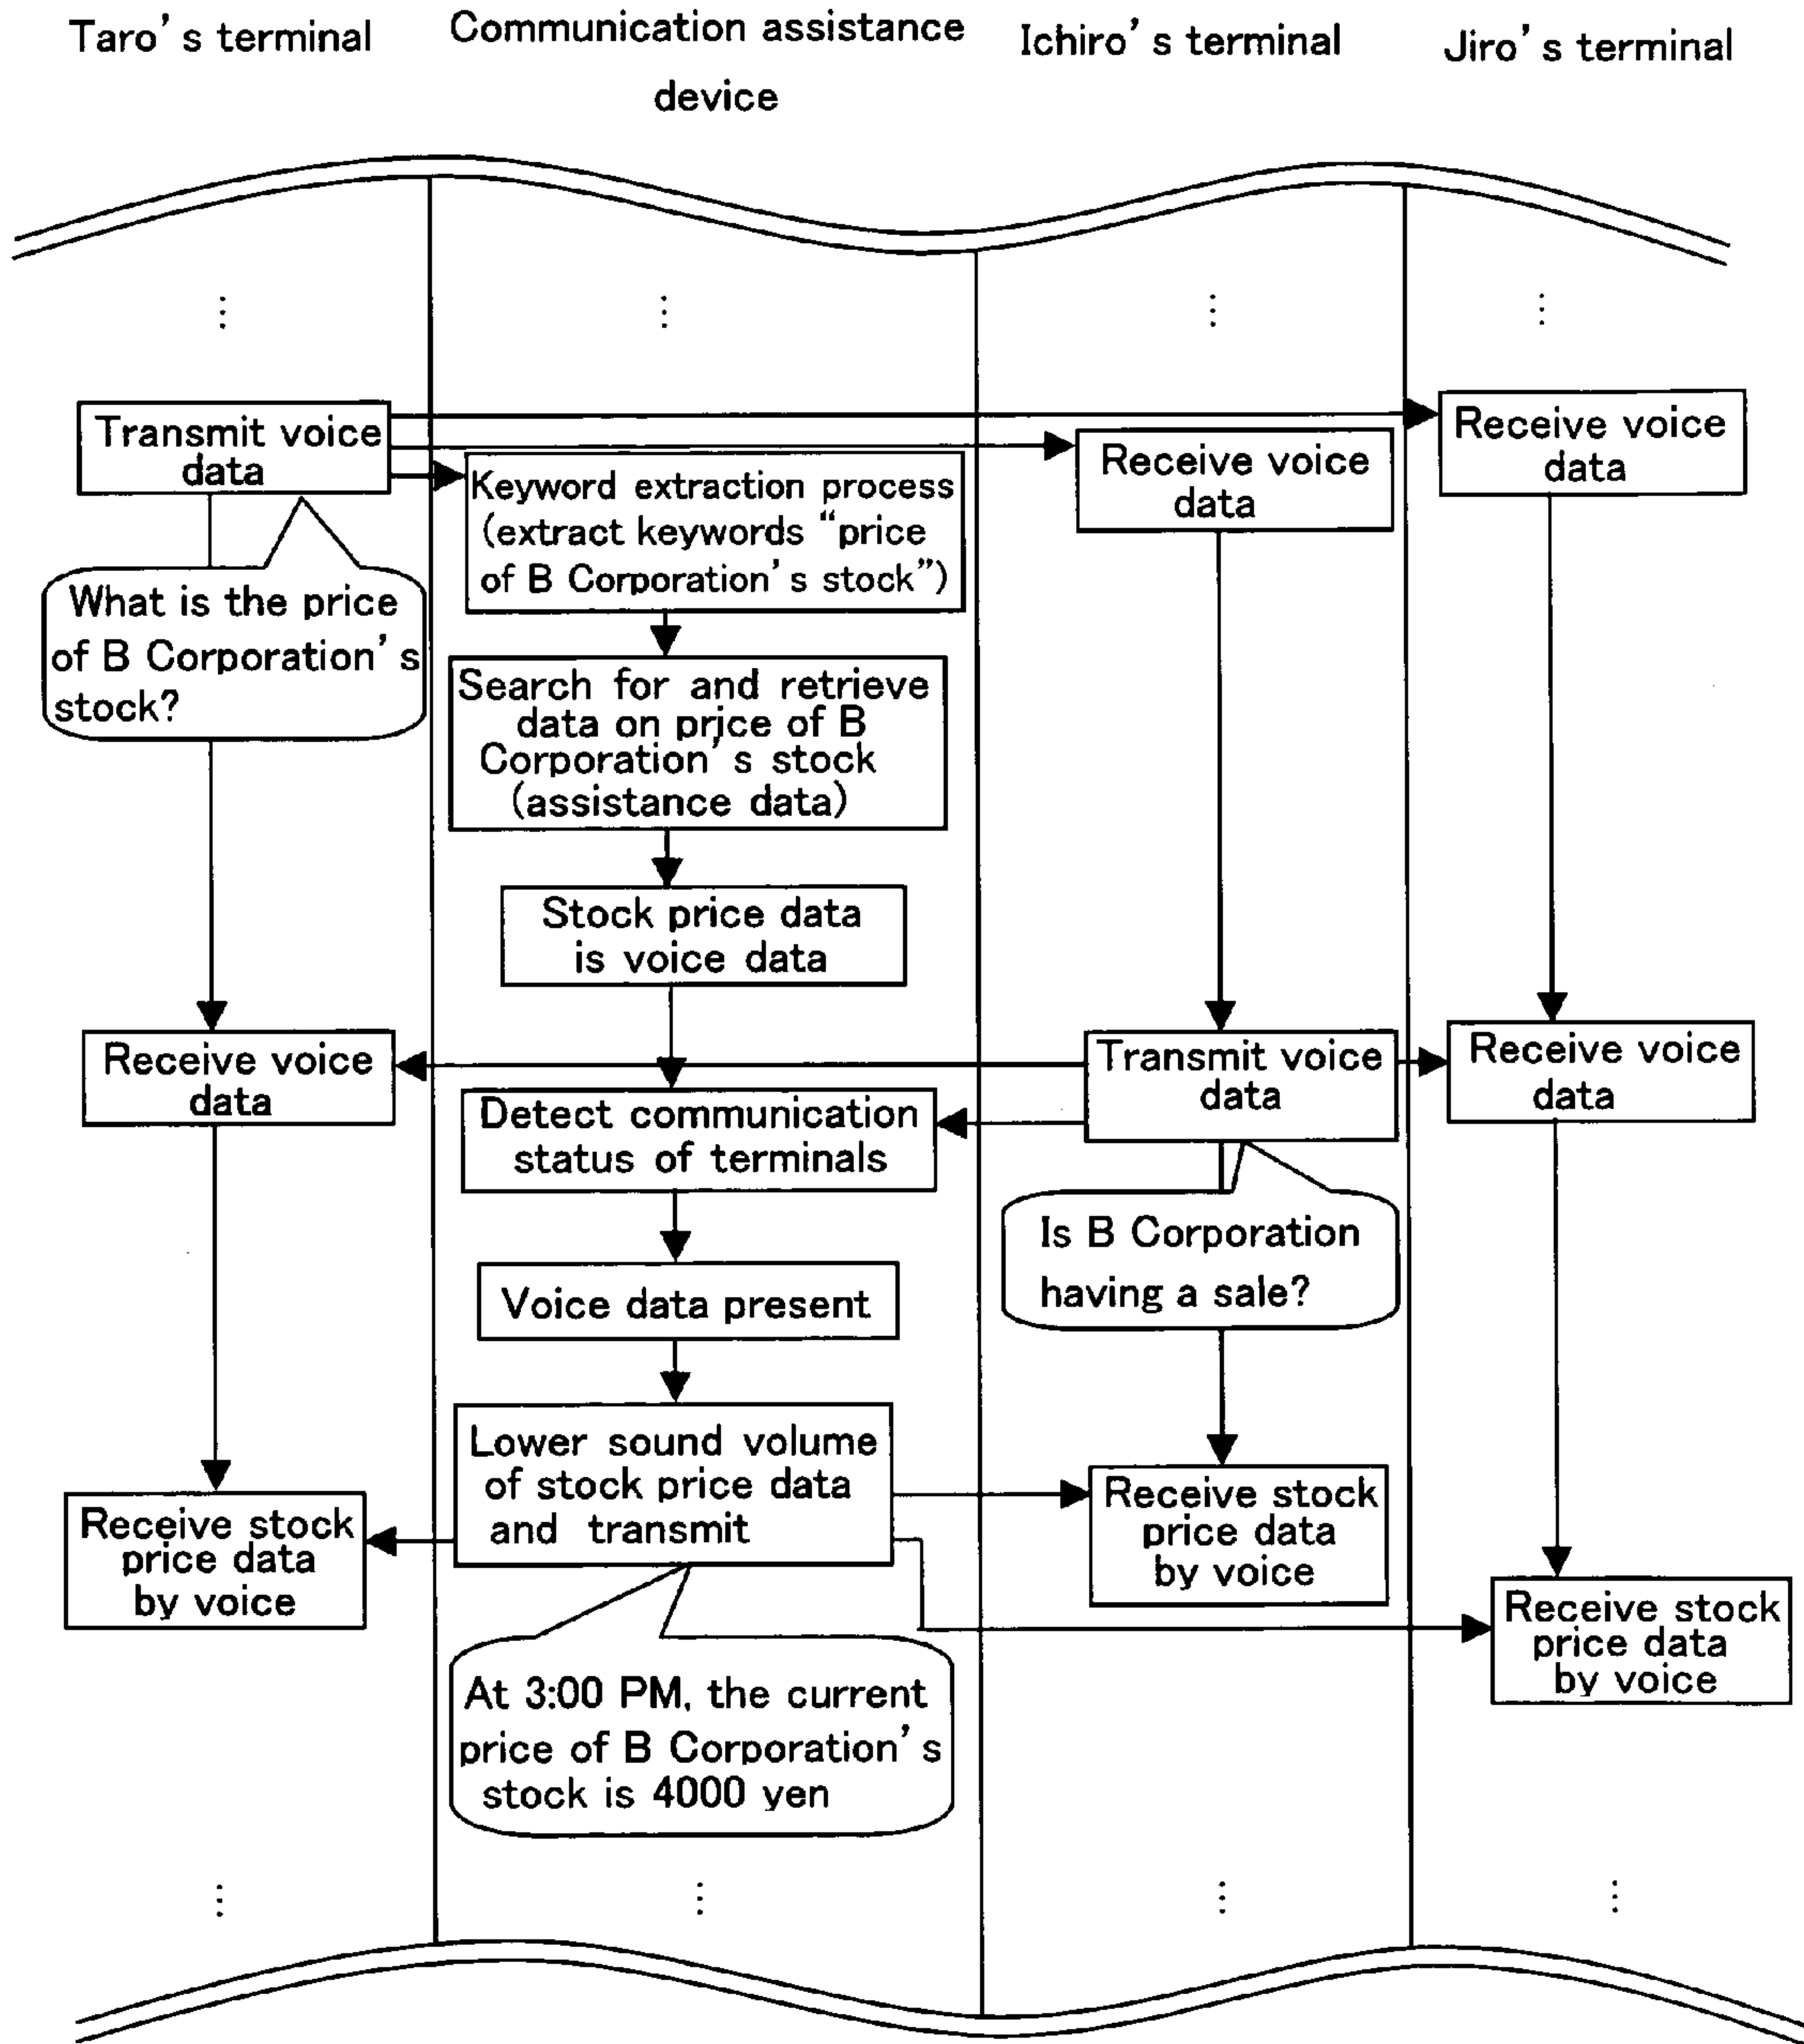 Taro's terminal
Communication assistance
device
Ichiro's terminal
Jiro's terminal
Transmit voice
data
Receive voice
data
Receive voice
data
Keyword extraction process
(extract keywords “price
of B Corporation's stock”)
What is the price
of B Corporation's
stock?
Search for and retrieve
data on price of B
Corporation's stock
(assistance data)
Stock price data
is voice data
Receive voice
data
Transmit voice
data
Receive voice
data
Detect communication
status of terminals
Is B Corporation
having a sale?
Voice data present
Lower sound volume
of stock price data
and transmit
Receive stock
price data
by voice
Receive stock
price data
by voice
Receive stock
price data
by voice
At 3:00 PM, the current
price of B Corporation's
stock is 4000 yen